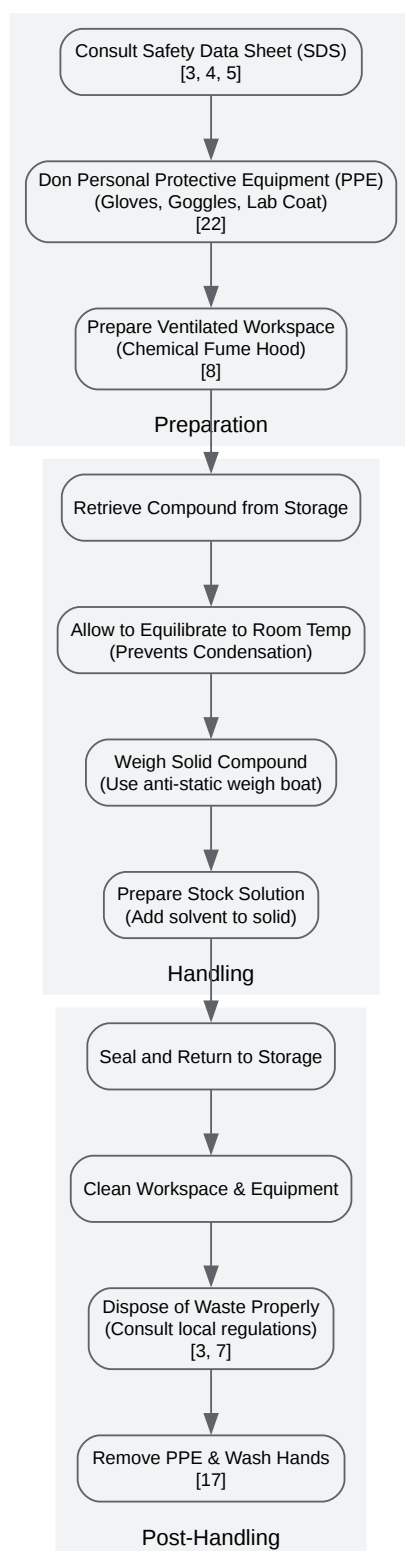 Consult Safety Data Sheet (SDS)
[3, 4, 5]
Don Personal Protective Equipment (PPE)
(Gloves, Goggles, Lab Coat)
[22]
Prepare Ventilated Workspace
(Chemical Fume Hood)
[8]
Preparation
Retrieve Compound from Storage
Allow to Equilibrate to Room Temp
(Prevents Condensation)
Weigh Solid Compound
(Use anti-static weigh boat)
Prepare Stock Solution
(Add solvent to solid)
Handling
Seal and Return to Storage
Clean Workspace & Equipment
Dispose of Waste Properly
(Consult local regulations)
[3, 7]
Remove PPE & Wash Hands
[17]
Post-Handling